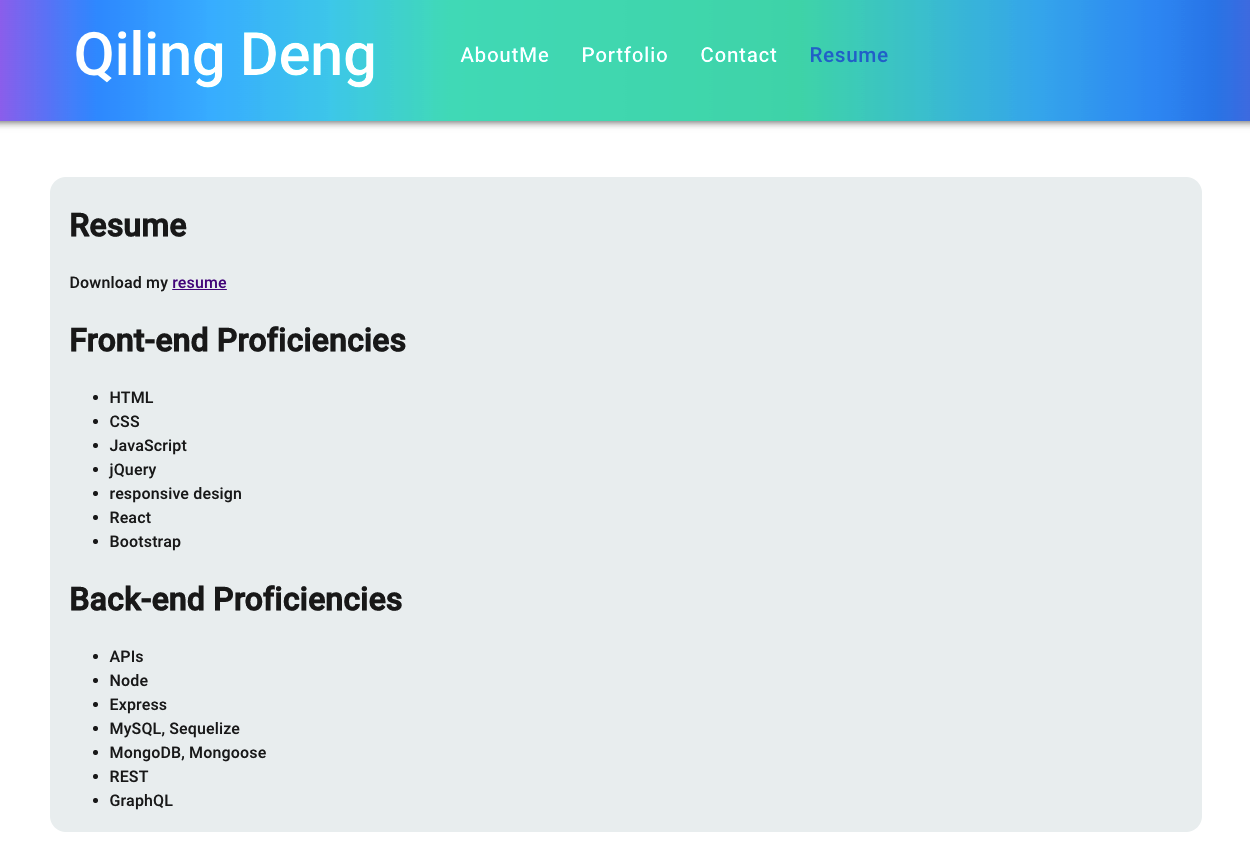 Qiling Deng
AboutMe Portfolio Contact Resume
Resume
Download my resume
Front-end Proficiencies
• HTML
• CSS
• JavaScript
• jQuery
• responsive design
• React
• Bootstrap
Back-end Proficiencies
• APIs
• Node
• Express
• MySQL, Sequelize
• MongoDB, Mongoose
• REST
• GraphQL